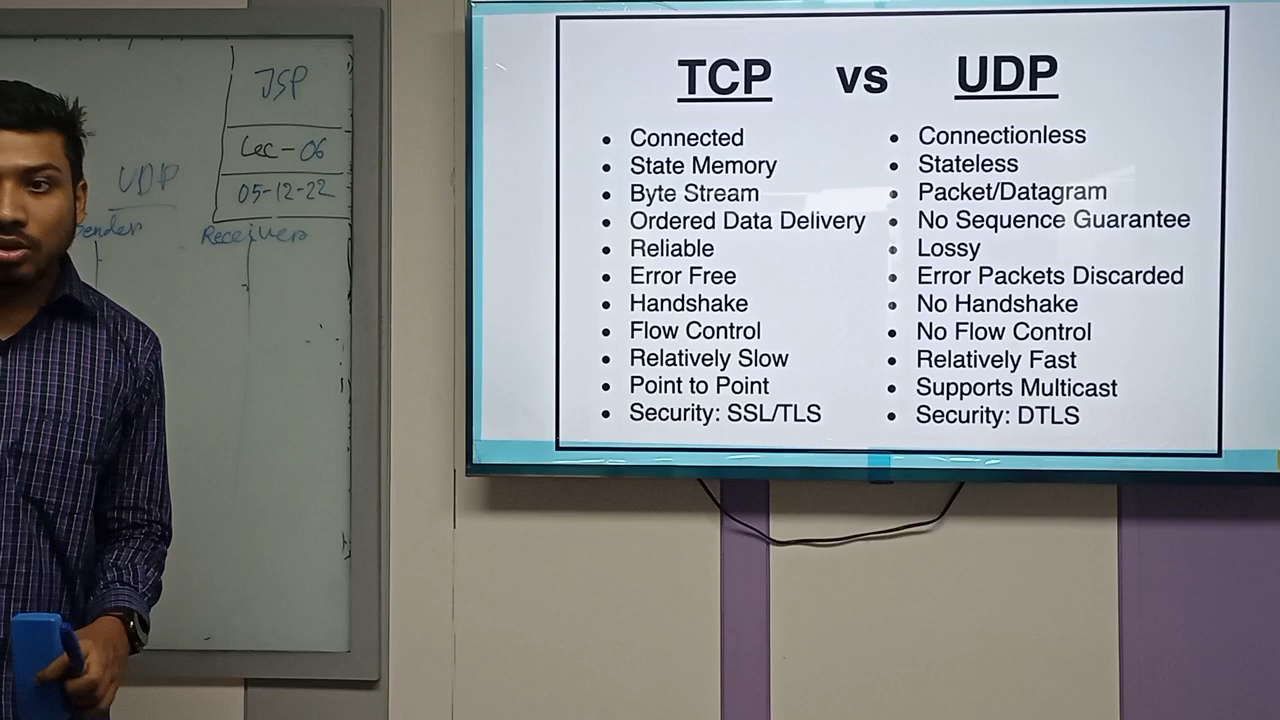 JSP
Lec-06
05-12-22
UDP
Sender
Receiver
TCP vs UDP
• Connected
• State Memory
• Byte Stream
• Ordered Data Delivery
• Reliable
• Error Free
• Handshake
• Flow Control
• Relatively Slow
• Point to Point
• Security: SSL/TLS
• Connectionless
• Stateless
• Packet/Datagram
• No Sequence Guarantee
• Lossy
• Error Packets Discarded
• No Handshake
• No Flow Control
• Relatively Fast
• Supports Multicast
• Security: DTLS